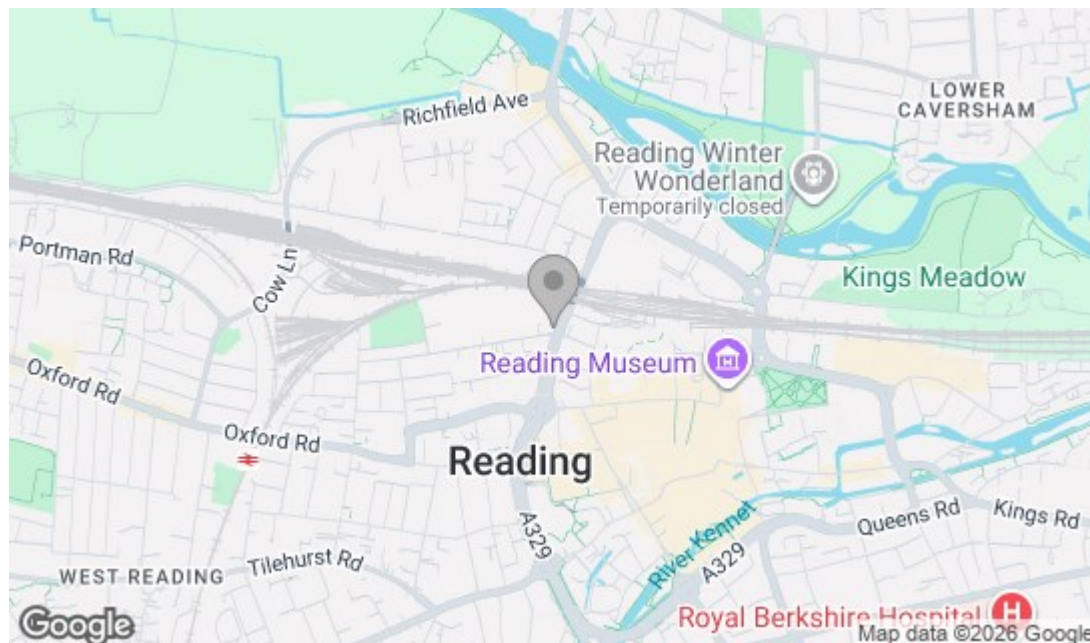 LOWER
CAVERSHAM
Richfield Ave
Reading Winter
Wonderland
Temporarily closed
Portman Rd
Cow Ln
Kings Meadow
Reading Museum
Oxford Rd
Oxford Rd
Reading
A329
River Kennet
A329
Queens Rd
Kings Rd
Tilehurst Rd
WEST READING
Royal Berkshire Hospital
H
Google
Map data ©2026 Google